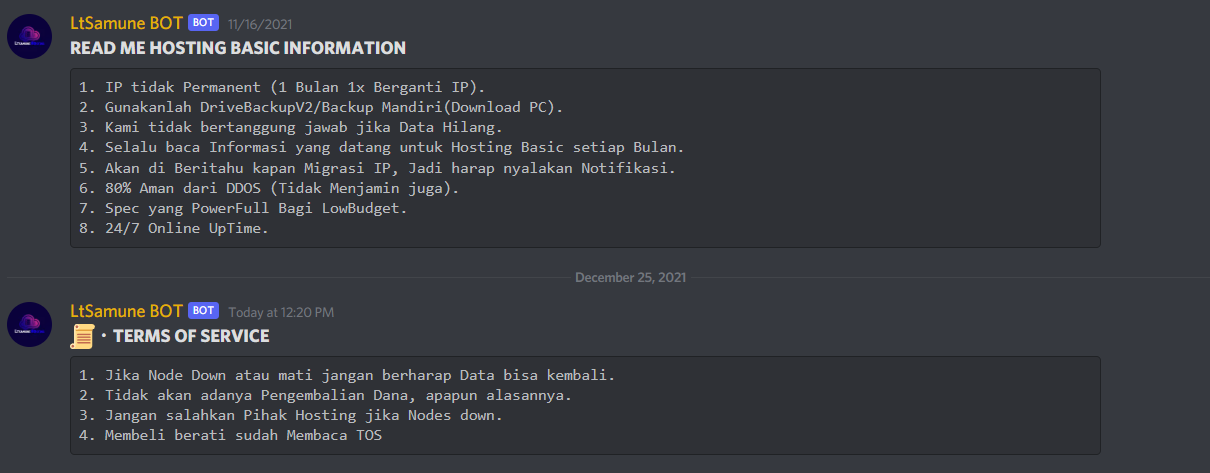 LtSamune BOT BOT 11/16/2021
READ ME HOSTING BASIC INFORMATION
1. IP tidak Permanent (1 Bulan 1x Berganti IP).
2. Gunakanlah DriveBackupV2/Backup Mandiri(Download PC).
3. Kami tidak bertanggung jawab jika Data Hilang.
4. Selalu baca Informasi yang datang untuk Hosting Basic setiap Bulan.
5. Akan di Beritahu kapan Migrasi IP, Jadi harap nyalakan Notifikasi.
6. 80% Aman dari DDOS (Tidak Menjamin juga).
7. Spec yang PowerFull Bagi LowBudget.
8. 24/7 Online UpTime.
December 25, 2021
LtSamune BOT BOT Today at 12:20 PM
📜・TERMS OF SERVICE
1. Jika Node Down atau mati jangan berharap Data bisa kembali.
2. Tidak akan adanya Pengembalian Dana, apapun alasannya.
3. Jangan salahkan Pihak Hosting jika Nodes down.
4. Membeli berati sudah Membaca TOS